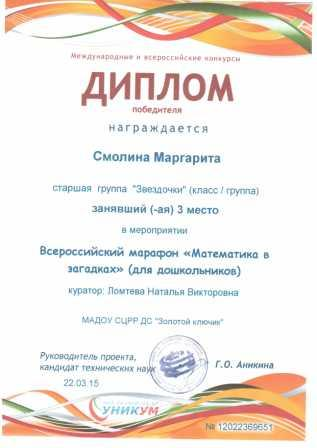 Международные и всероссийские конкурсы
ДИПЛОМ
победителя
награждается
Смолина Маргарита
старшая группа "Звездочки" (класс / группа)
занявший (-ая) 3 место
в мероприятии
Всероссийский марафон «Математика в
загадках» (для дошкольников)
куратор: Ломтева Наталья Викторовна
МАДОУ СЦРР ДС "Золотой ключик"
Руководитель проекта,
кандидат технических наук
Г.О. Аникина
22.03.15
УНИКУМ
№ 12022369651